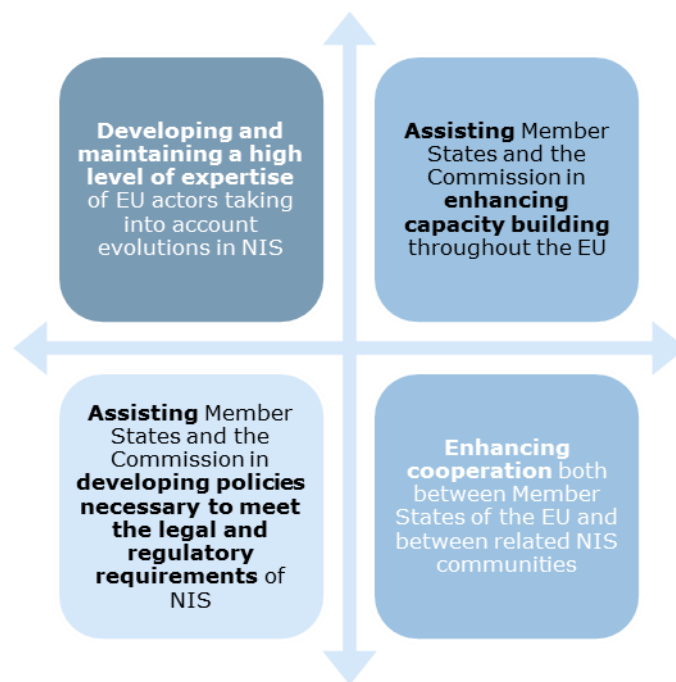 Developing and
maintaining a high
level of expertise
of EU actors taking
into account
evolutions in NIS
Assisting Member
States and the
Commission in
enhancing
capacity building
throughout the EU
Assisting Member
States and the
Commission in
developing policies
necessary to meet
the legal and
regulatory
requirements of
NIS
Enhancing
cooperation both
between Member
States of the EU and
between related NIS
communities